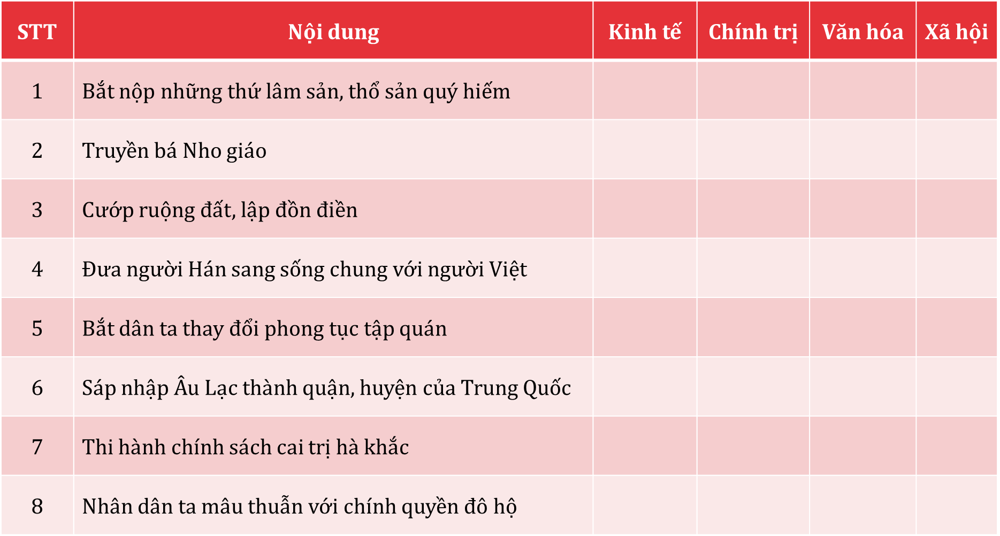 STT Nội dung Kinh tế Chính trị Văn hóa Xã hội
1 Bắt nộp những thứ lâm sản, thổ sản quý hiếm
2 Truyền bá Nho giáo
3 Cướp ruộng đất, lập đồn điền
4 Đưa người Hán sang sống chung với người Việt
5 Bắt dân ta thay đổi phong tục tập quán
6 Sáp nhập Âu Lạc thành quận, huyện của Trung Quốc
7 Thi hành chính sách cai trị hà khắc
8 Nhân dân ta mâu thuẫn với chính quyền đô hộ